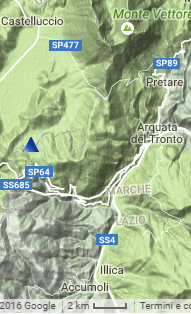 Monte Vettore
Castelluccio
SP477
SP89
Pretare
Arquata
del Tronto
SP64
SS685
MARCHE
LAZIO
SS4
Illica
Accumoli
2016 Google
2 km
Termini e co